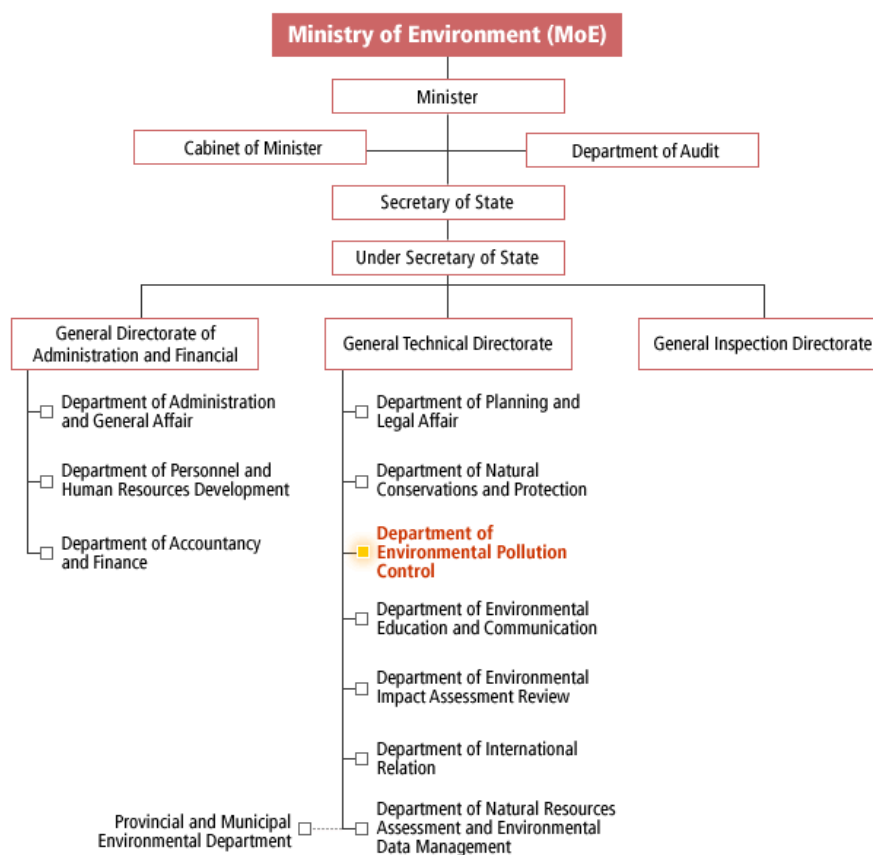 Ministry of Environment (MoE)
Minister
Cabinet of Minister
Department of Audit
Secretary of State
Under Secretary of State
General Directorate of
Administration and Financial
General Technical Directorate
General Inspection Directorate
Department of Administration
and General Affair
Department of Personnel and
Human Resources Development
Department of Accountancy
and Finance
Department of Planning and
Legal Affair
Department of Natural
Conservations and Protection
Department of
Environmental Pollution
Control
Department of Environmental
Education and Communication
Department of Environmental
Impact Assessment Review
Department of International
Relation
Provincial and Municipal
Environmental Department
Department of Natural Resources
Assessment and Environmental
Data Management